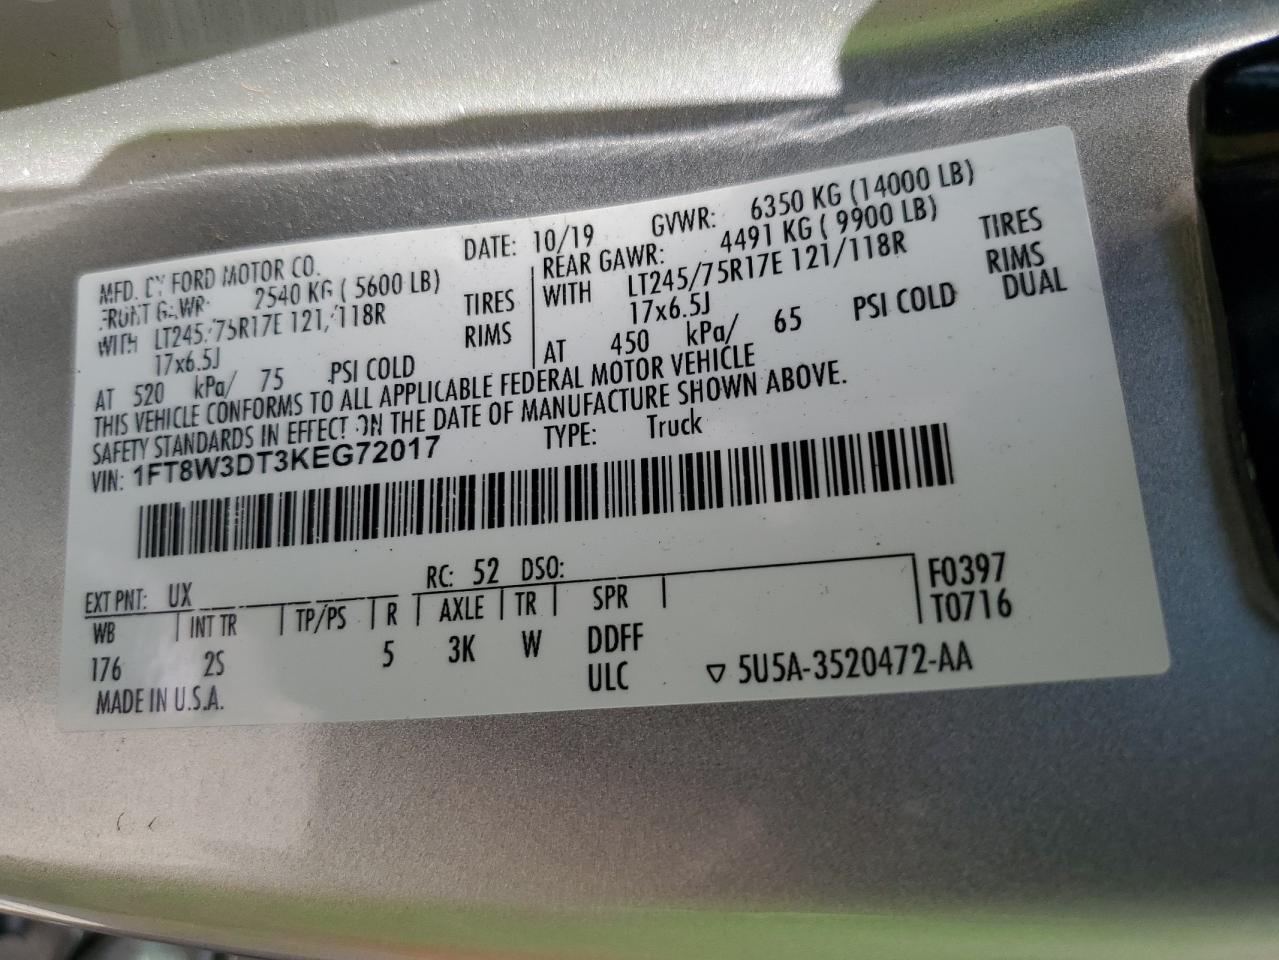 MFD. BY FORD MOTOR CO.
DATE: 10/19 GVWR: 6350 KG (14000 LB)
FRONT GAWR: 2540 KG ( 5600 LB)
REAR GAWR: 4491 KG ( 9900 LB)
WITH LT245/75R17E 121/118R TIRES
WITH LT245/75R17E 121/118R TIRES
17x6.5J RIMS
17x6.5J RIMS
AT 520 kPa/ 75 PSI COLD
AT 450 kPa/ 65 PSI COLD DUAL
THIS VEHICLE CONFORMS TO ALL APPLICABLE FEDERAL MOTOR VEHICLE
SAFETY STANDARDS IN EFFECT ON THE DATE OF MANUFACTURE SHOWN ABOVE.
VIN: 1FT8W3DT3KEG72017 TYPE: Truck
EXT PNT: UX RC: 52 DSO:
WB INT TR TP/PS R AXLE TR SPR F0397
T0716
176 2S 5 3K W DDFF
ULC ▽ 5U5A-3520472-AA
MADE IN U.S.A.